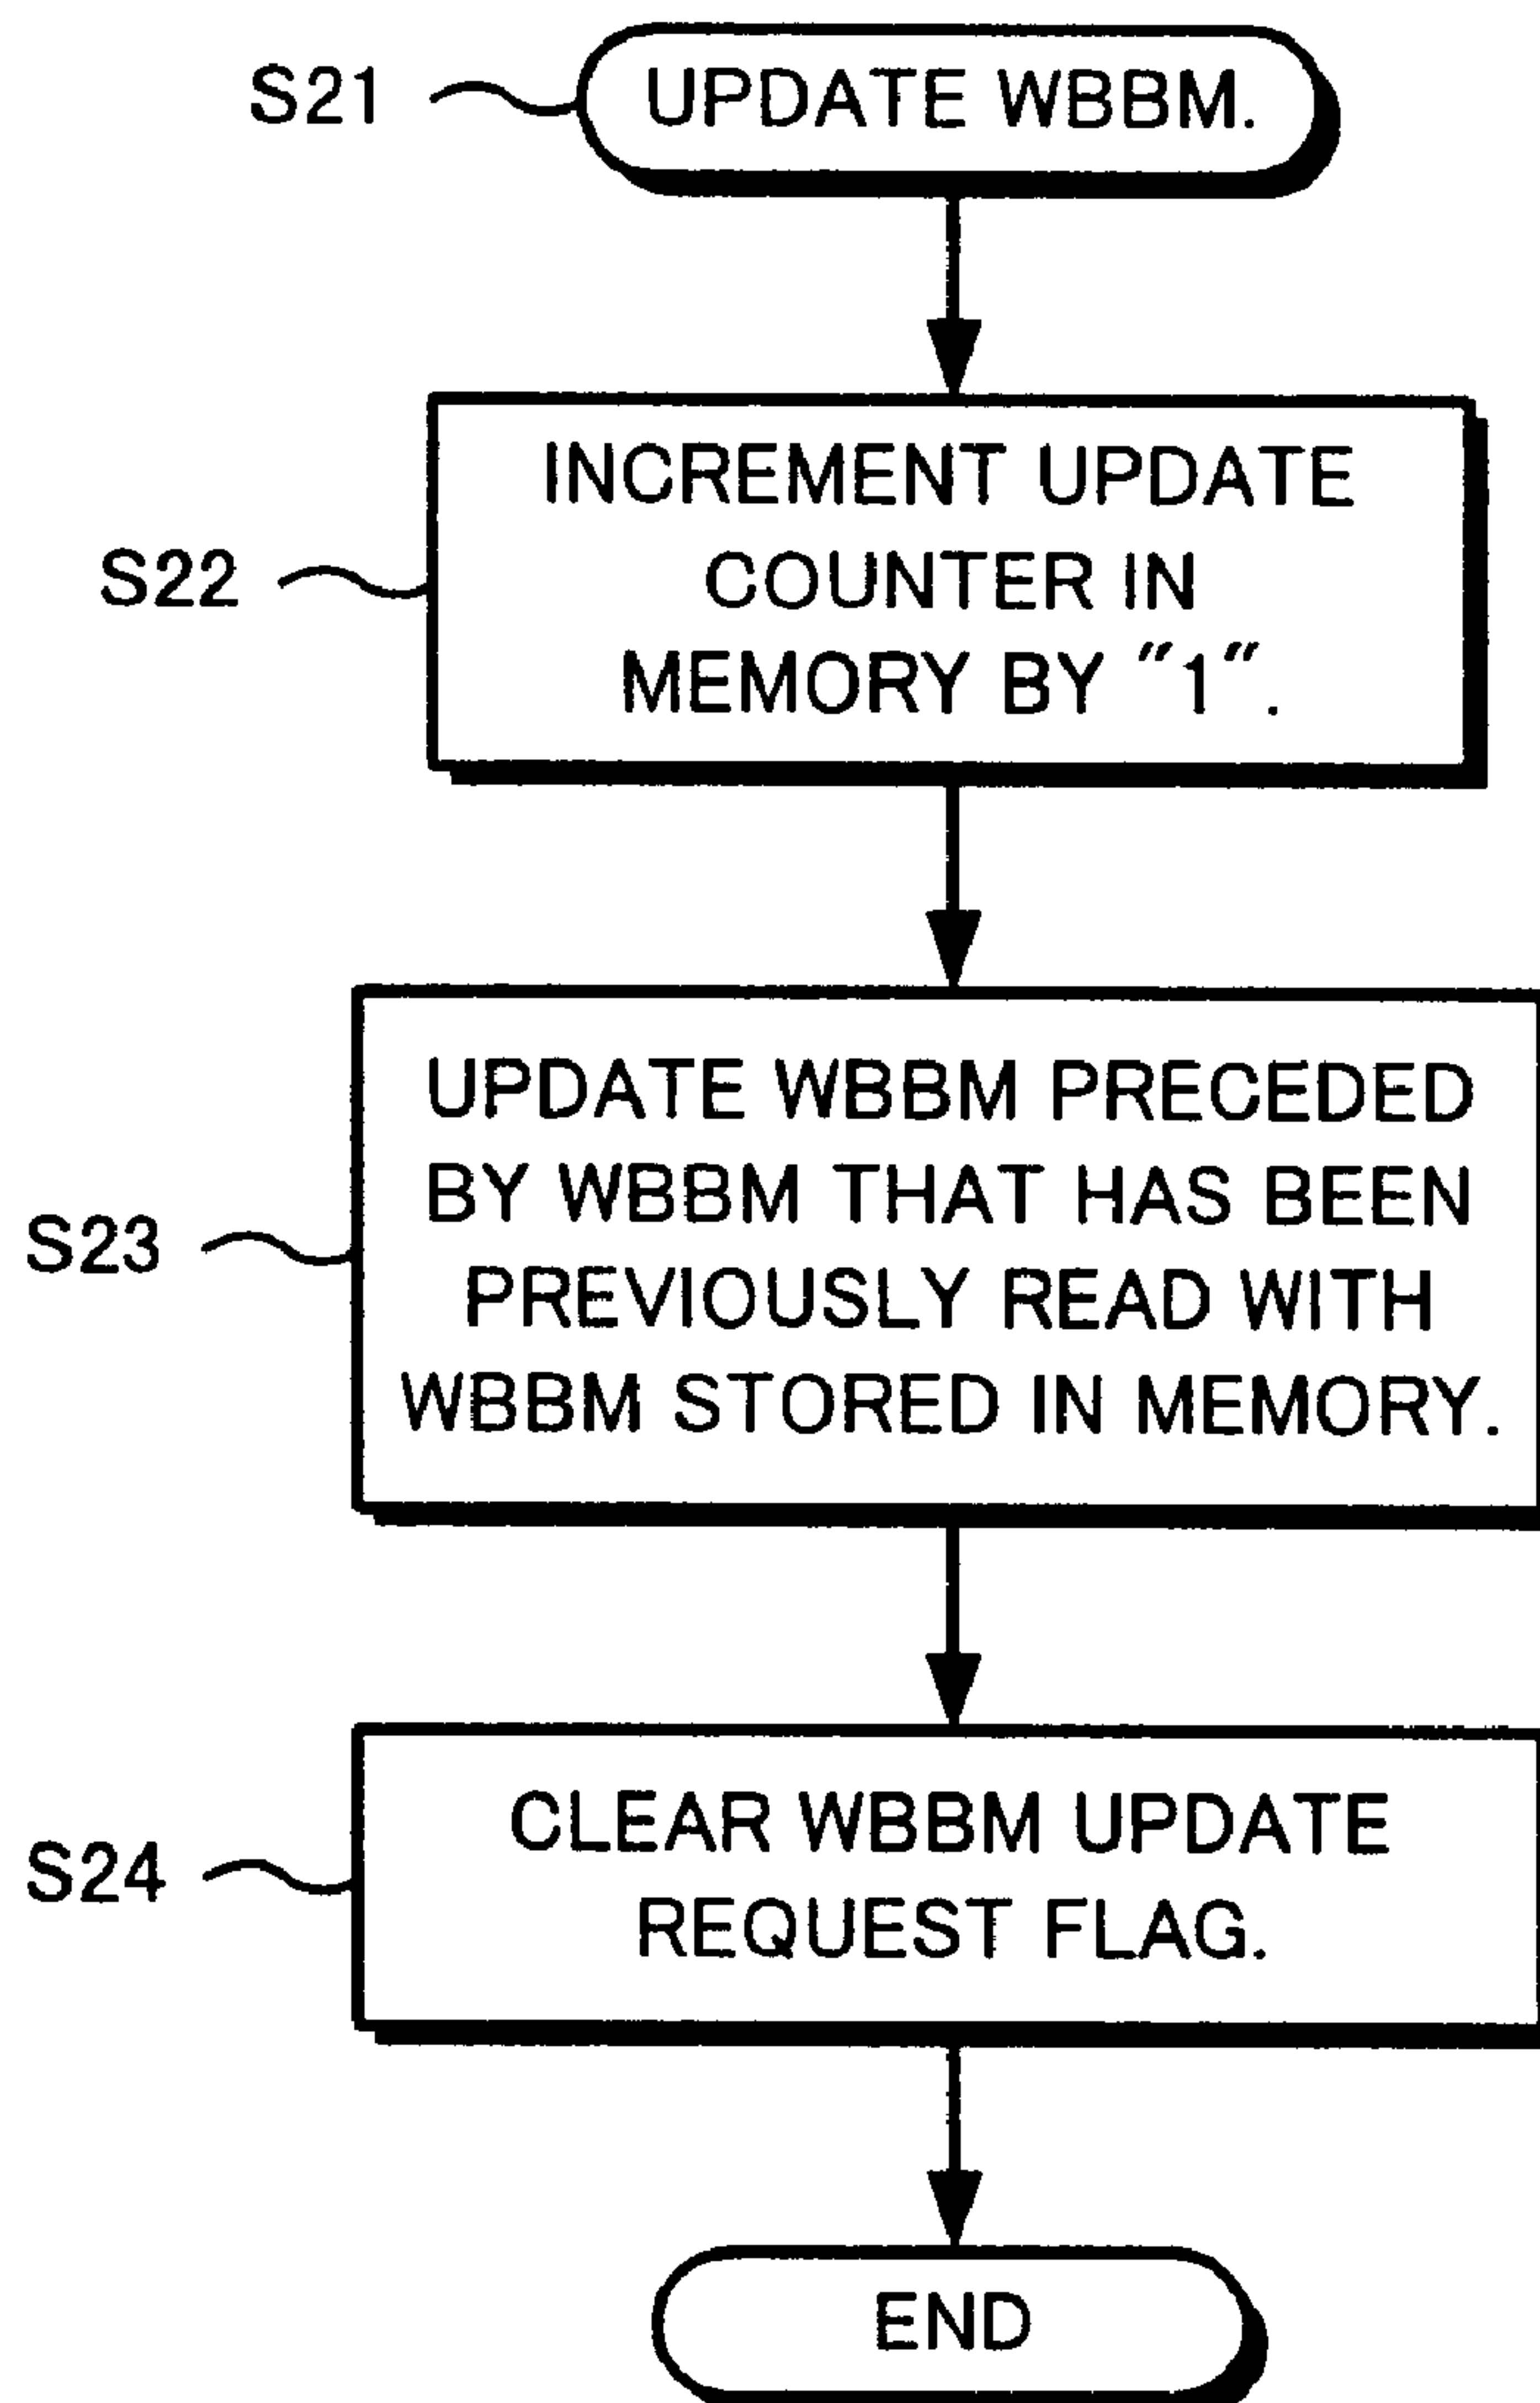 S21
UPDATE WBBM.
S22
INCREMENT UPDATE
COUNTER IN
MEMORY BY "1".
S23
UPDATE WBBM PRECEDED
BY WBBM THAT HAS BEEN
PREVIOUSLY READ WITH
WBBM STORED IN MEMORY.
S24
CLEAR WBBM UPDATE
REQUEST FLAG.
END